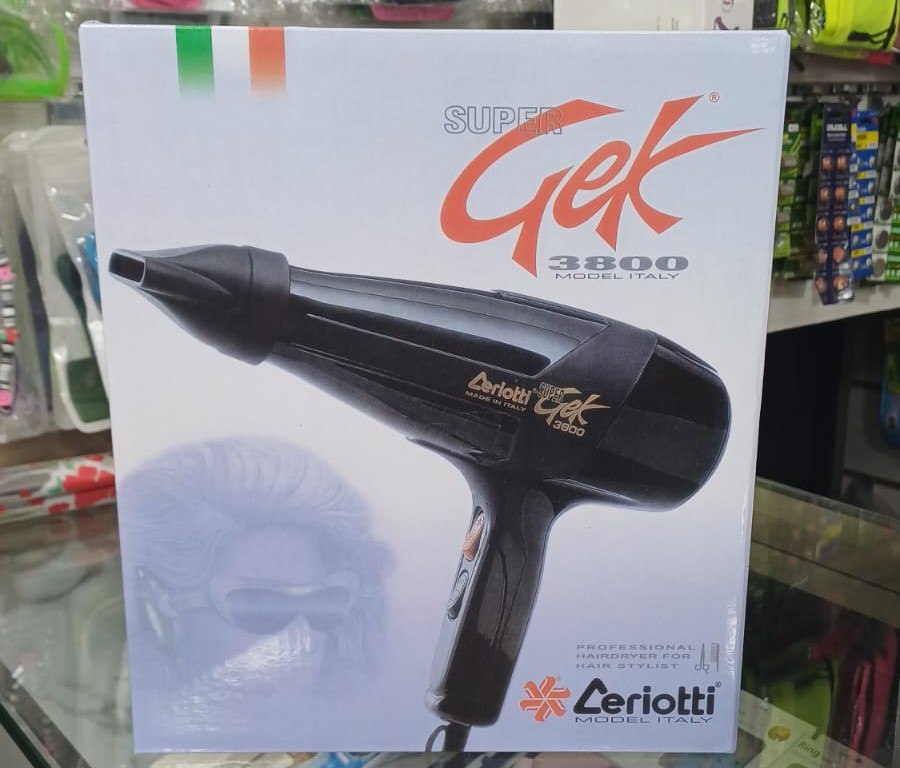 SUPER
Gek®
3800
MODEL ITALY
Ceriotti®
MADE IN ITALY
SUPER
Gek
3800
PROFESSIONAL
HAIRDRYER FOR
HAIR STYLIST
Ceriotti®
MODEL ITALY
Ring